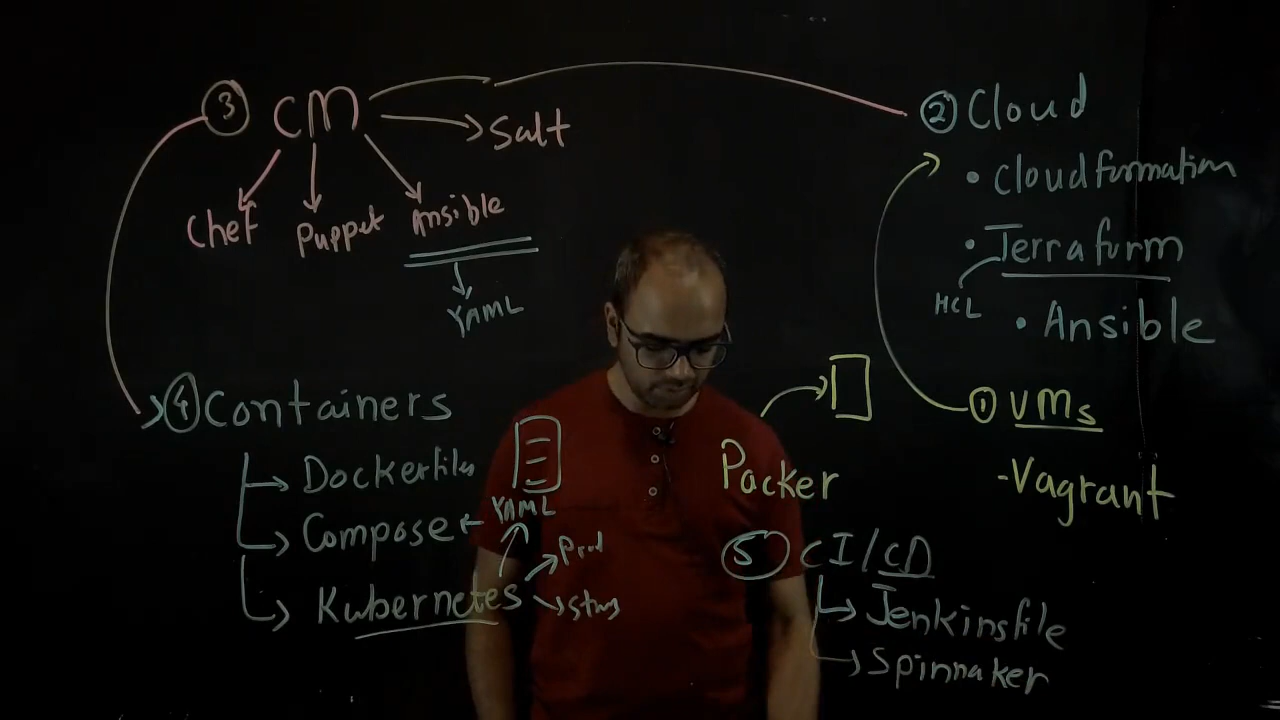 ③ CM
Salt
Chef
Puppet
Ansible
YAML
② Cloud
• Cloudformation
• Terraform
HCL
• Ansible
① VMs
- Vagrant
Packer
④ Containers
Dockerfiles
Compose
YAML
Kubernetes
Prod
⑤ CI/CD
Jenkinsfile
Spinnaker